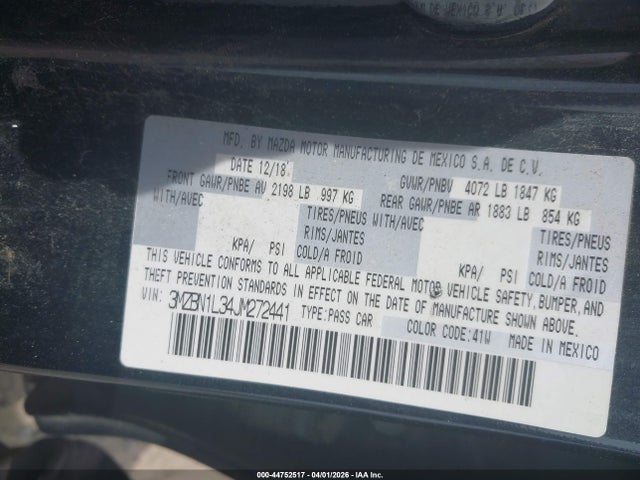 MFD. BY MAZDA MOTOR MANUFACTURING DE MEXICO S.A. DE C.V.
DATE 12/18 GVWR/PNBV 4072 LB 1847 KG
FRONT GAWR/PNBE AV 2198 LB 997 KG REAR GAWR/PNBE AR 1883 LB 854 KG
WITH/AVEC TIRES/PNEUS WITH/AVEC TIRES/PNEUS
RIMS/JANTES RIMS/JANTES
KPA/ PSI COLD/A FROID KPA/ PSI COLD/A FROID
THIS VEHICLE CONFORMS TO ALL APPLICABLE FEDERAL MOTOR VEHICLE SAFETY, BUMPER, AND
THEFT PREVENTION STANDARDS IN EFFECT ON THE DATE OF MANUFACTURE SHOWN ABOVE.
VIN: 3MZBN1L34JM272441 TYPE:PASS CAR COLOR CODE:41W MADE IN MEXICO
000-44752517 - 04/01/2026 - IAA Inc.